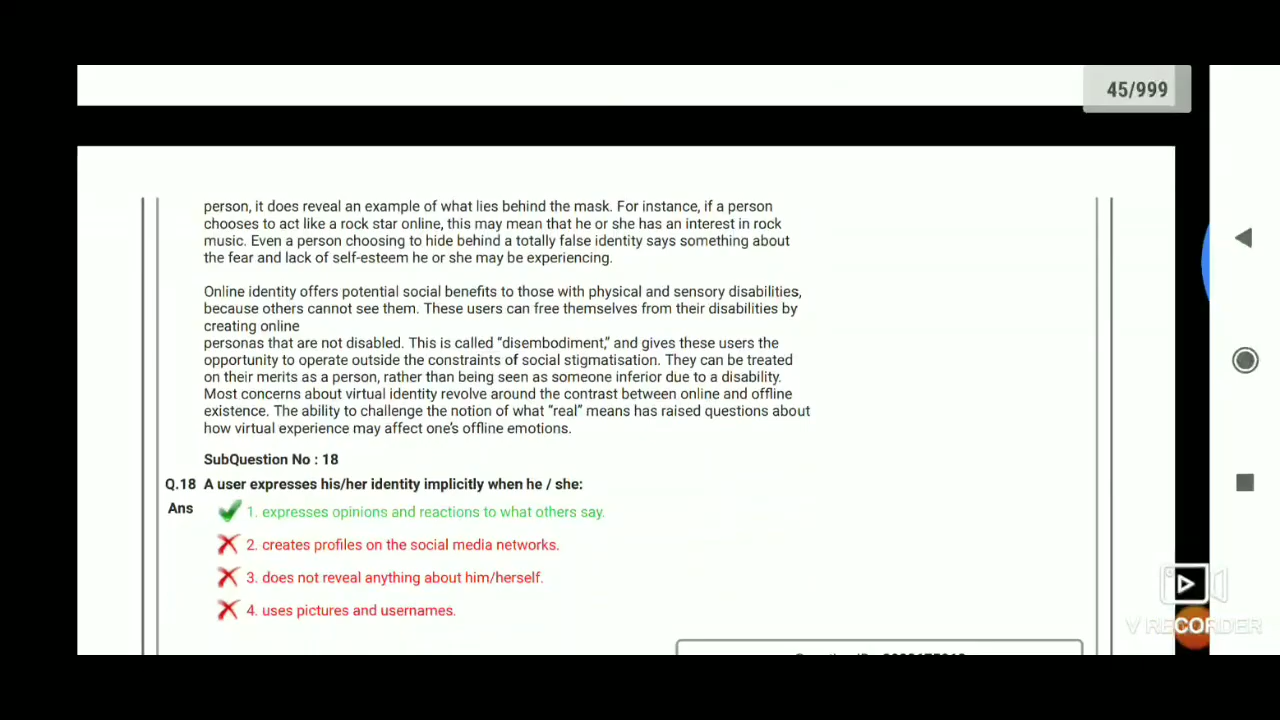 45/999
person, it does reveal an example of what lies behind the mask. For instance, if a person
chooses to act like a rock star online, this may mean that he or she has an interest in rock
music. Even a person choosing to hide behind a totally false identity says something about
the fear and lack of self-esteem he or she may be experiencing.
Online identity offers potential social benefits to those with physical and sensory disabilities,
because others cannot see them. These users can free themselves from their disabilities by
creating online
personas that are not disabled. This is called “disembodiment,” and gives these users the
opportunity to operate outside the constraints of social stigmatisation. They can be treated
on their merits as a person, rather than being seen as someone inferior due to a disability.
Most concerns about virtual identity revolve around the contrast between online and offline
existence. The ability to challenge the notion of what “real” means has raised questions about
how virtual experience may affect one’s offline emotions.
SubQuestion No : 18
Q.18 A user expresses his/her identity implicitly when he / she:
Ans 1. expresses opinions and reactions to what others say.
2. creates profiles on the social media networks.
3. does not reveal anything about him/herself.
4. uses pictures and usernames.
V RECORDER